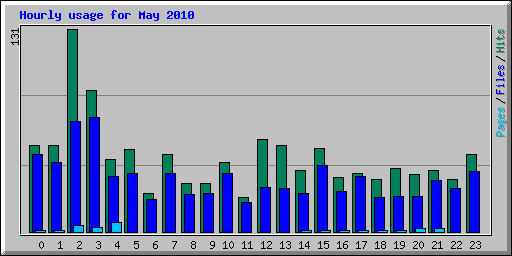 Hourly usage for May 2010
131
Pages / Files / Hits
0 1 2 3 4 5 6 7 8 9 10 11 12 13 14 15 16 17 18 19 20 21 22 23